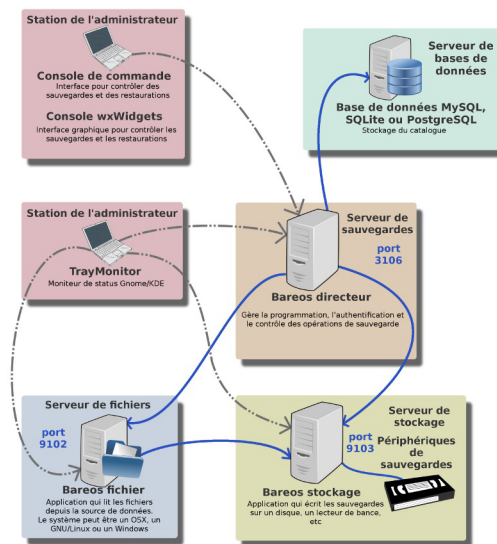 Station de l'administrateur
Console de commande
Interface pour contrôler des
sauvegardes et des restaurations
Console wxWidgets
Interface graphique pour contrôler les
sauvegardes et les restaurations
Serveur de
bases de
données
Base de données MySQL,
SQLite ou PostgreSQL
Stockage du catalogue
Station de l'administrateur
TrayMonitor
Moniteur de status Gnome/KDE
Serveur de
sauvegardes
port
3106
Bareos directeur
Gère la programmation, l'authentification et
le contrôle des opérations de sauvegarde
Serveur de fichiers
port
9102
Bareos fichier
Application qui lit les fichiers
depuis la source de données.
Le système peut être un OSX, un
GNU/Linux ou un Windows
Serveur de
stockage
port
9103
Périphériques
de
sauvegardes
Bareos stockage
Application qui écrit les sauvegardes
sur un disque, un lecteur de bance,
etc